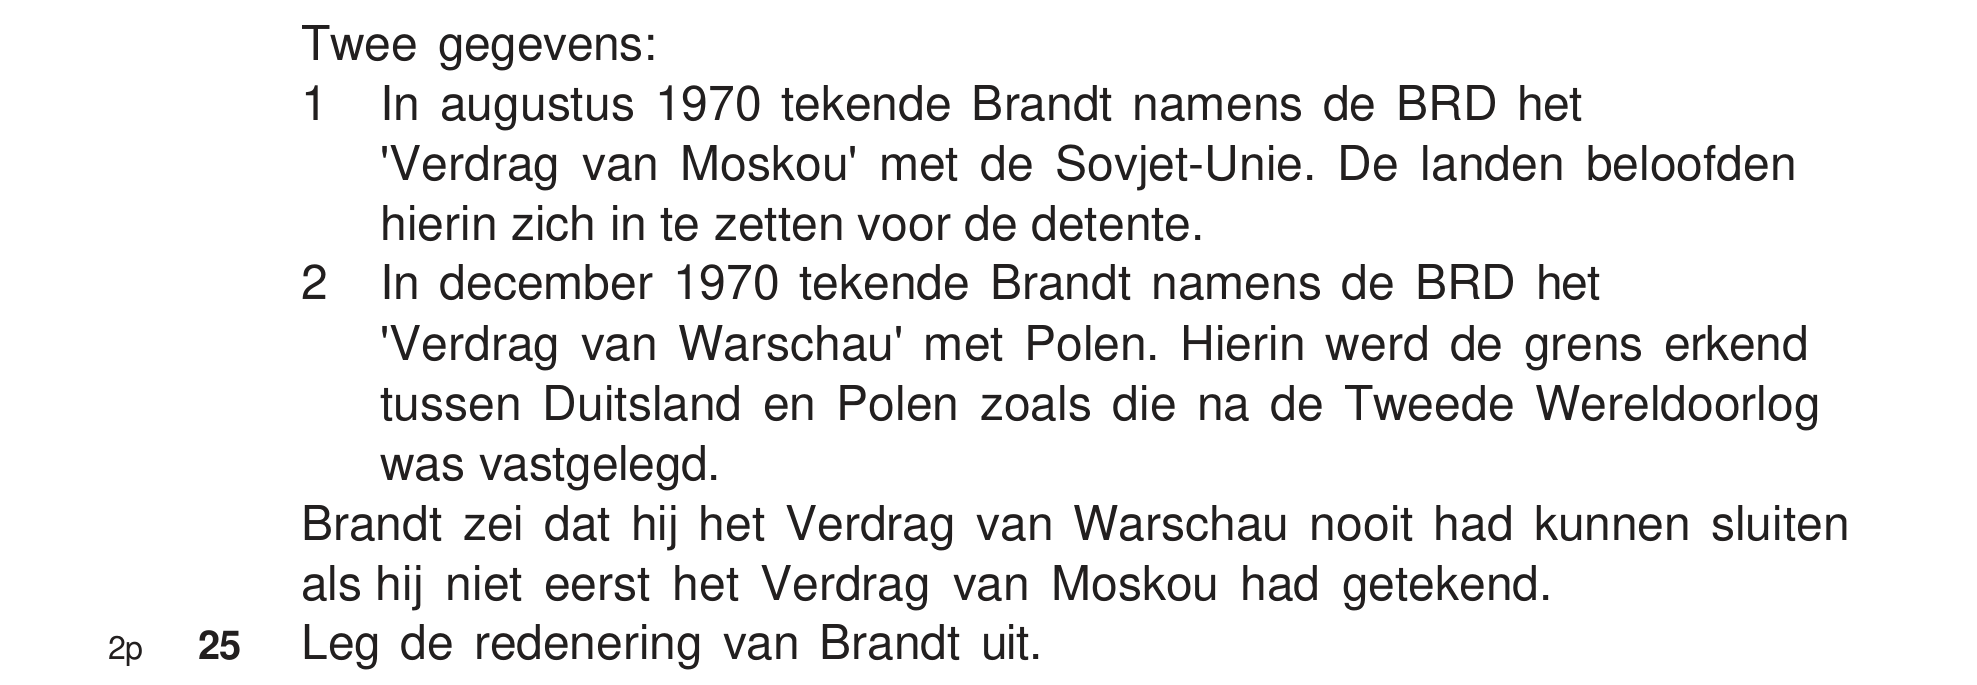 Twee gegevens:
1 In augustus 1970 tekende Brandt namens de BRD het
'Verdrag van Moskou' met de Sovjet-Unie. De landen beloofden
hierin zich in te zetten voor de detente.
2 In december 1970 tekende Brandt namens de BRD het
'Verdrag van Warschau' met Polen. Hierin werd de grens erkend
tussen Duitsland en Polen zoals die na de Tweede Wereldoorlog
was vastgelegd.
Brandt zei dat hij het Verdrag van Warschau nooit had kunnen sluiten
als hij niet eerst het Verdrag van Moskou had getekend.
2p 25 Leg de redenering van Brandt uit.